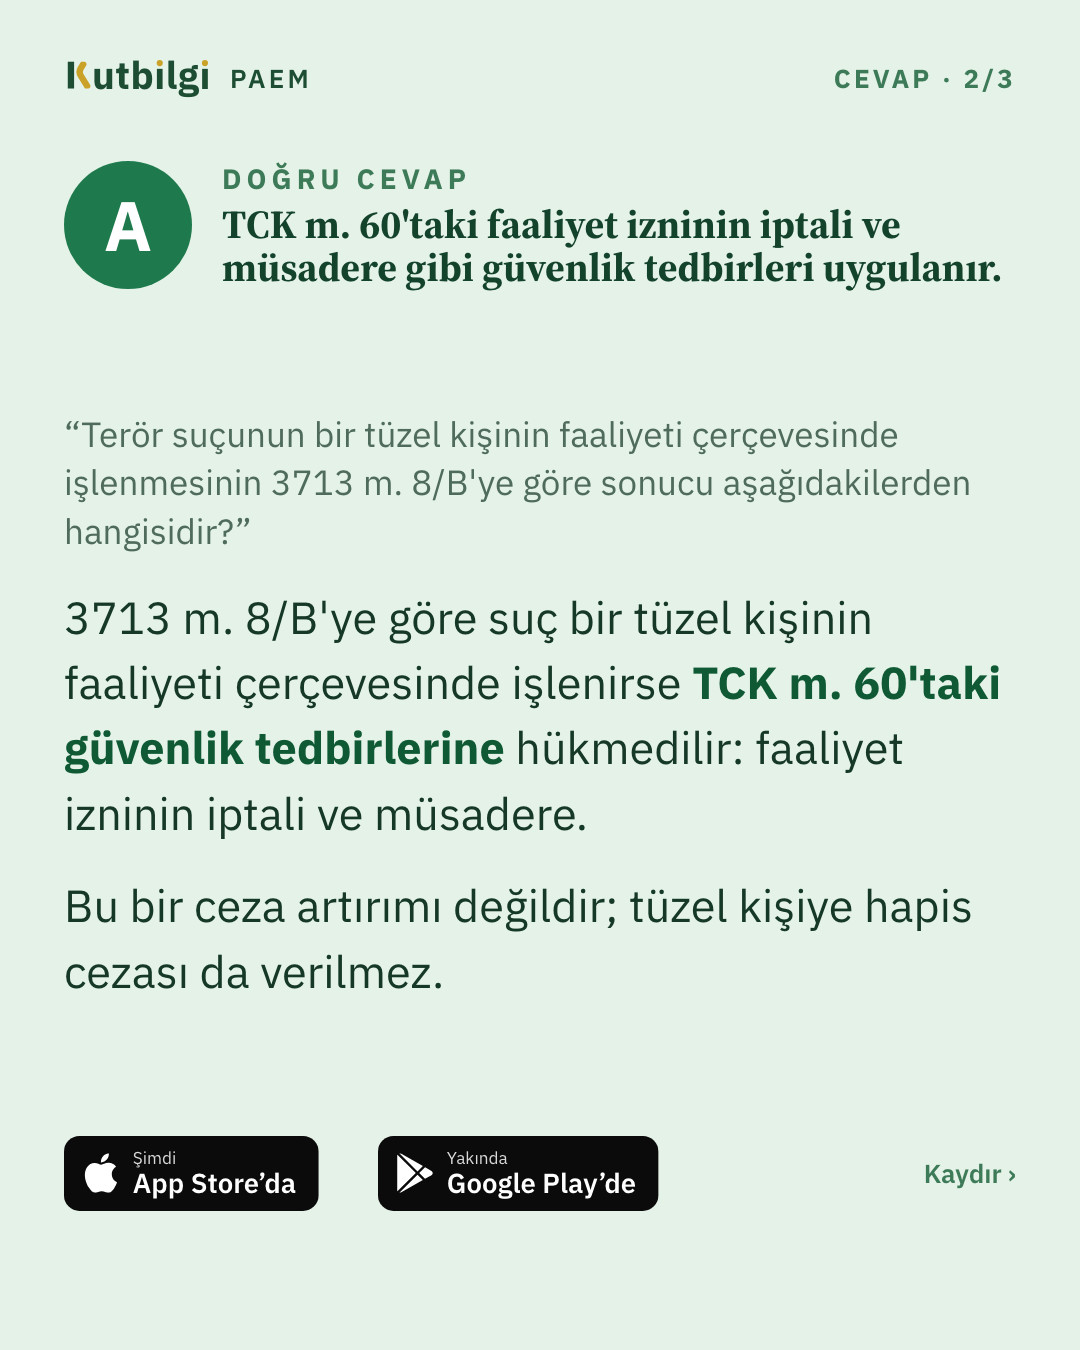 Kutbilgi PAEM
CEVAP · 2/3
A
DOĞRU CEVAP
TCK m. 60'taki faaliyet izninin iptali ve
müsadere gibi güvenlik tedbirleri uygulanır.
“Terör suçunun bir tüzel kişinin faaliyeti çerçevesinde
işlenmesinin 3713 m. 8/B'ye göre sonucu aşağıdakilerden
hangisidir?”
3713 m. 8/B'ye göre suç bir tüzel kişinin
faaliyeti çerçevesinde işlenirse TCK m. 60'taki
güvenlik tedbirlerine hükmedilir: faaliyet
izninin iptali ve müsadere.
Bu bir ceza artırımı değildir; tüzel kişiye hapis
cezası da verilmez.
Şimdi
App Store’da
Yakında
Google Play’de
Kaydır ›